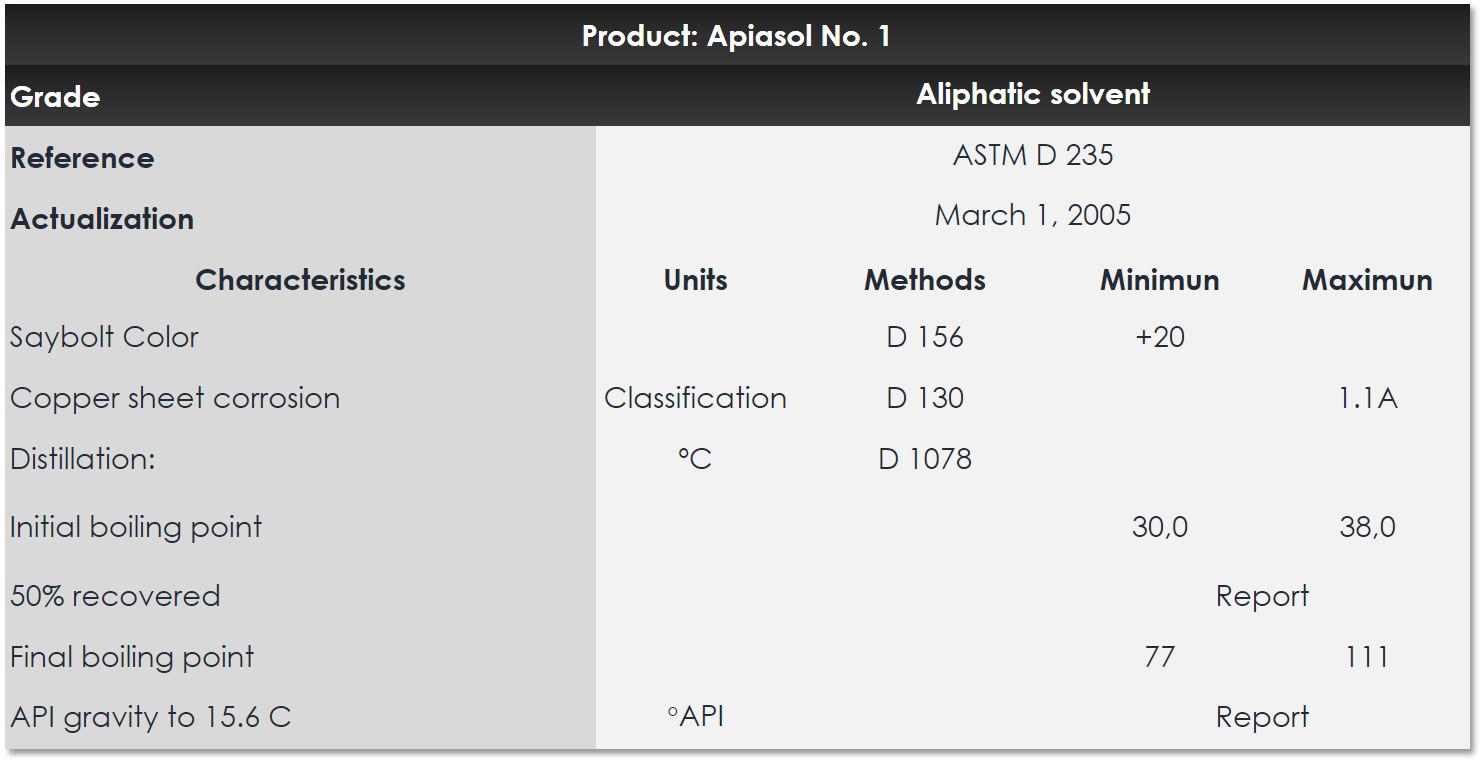 Product: Apiasol No. 1
Grade Aliphatic solvent
Reference ASTM D 235
Actualization March 1, 2005
Characteristics Units Methods Minimun Maximun
Saybolt Color D 156 +20
Copper sheet corrosion Classification D 130 1.1A
Distillation: ºC D 1078
Initial boiling point 30,0 38,0
50% recovered Report
Final boiling point 77 111
API gravity to 15.6 C °API Report